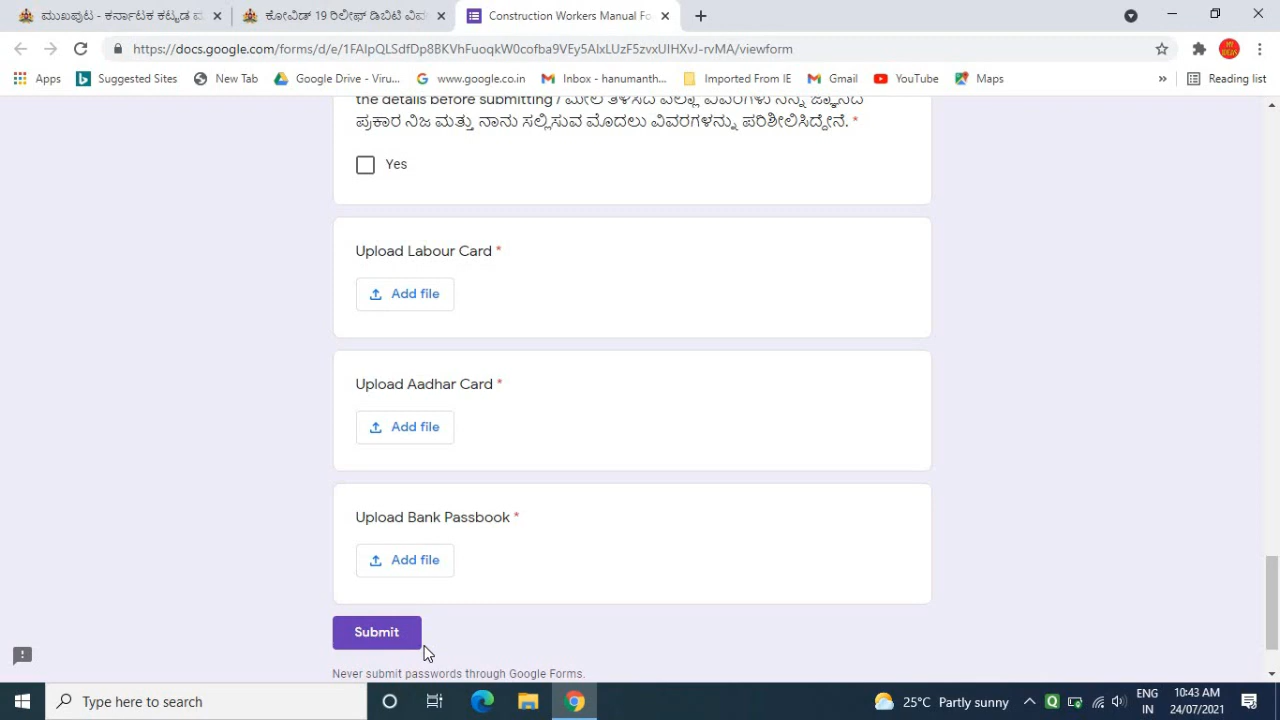 ಮುಖಪುಟ - ಕರ್ನಾಟಕ ಕಟ್ಟಡ ಮ
ಕೋವಿಡ್ 19 ರಿಲೀಫ್ ಡಿಬಿಟಿ ವಿವ
Construction Workers Manual Fo
https://docs.google.com/forms/d/e/1FAIpQLSdfDp8BKVhFuoqkW0cofba9VEy5AlxLUzF5zvxUIHXvJ-rvMA/viewform
Apps
Suggested Sites
New Tab
Google Drive - Viru...
www.google.co.in
Inbox - hanumanth...
Imported From IE
Gmail
YouTube
Maps
»
Reading list
the details before submitting / ಮೇಲೆ ತಿಳಿಸಿದ ಎಲ್ಲಾ ವಿವರಗಳು ನನ್ನ ಜ್ಞಾನದ
ಪ್ರಕಾರ ನಿಜ ಮತ್ತು ನಾನು ಸಲ್ಲಿಸುವ ಮೊದಲು ವಿವರಗಳನ್ನು ಪರಿಶೀಲಿಸಿದ್ದೇನೆ. *
Yes
Upload Labour Card *
Add file
Upload Aadhar Card *
Add file
Upload Bank Passbook *
Add file
Submit
Never submit passwords through Google Forms.
Type here to search
25°C Partly sunny
ENG
IN
10:43 AM
24/07/2021